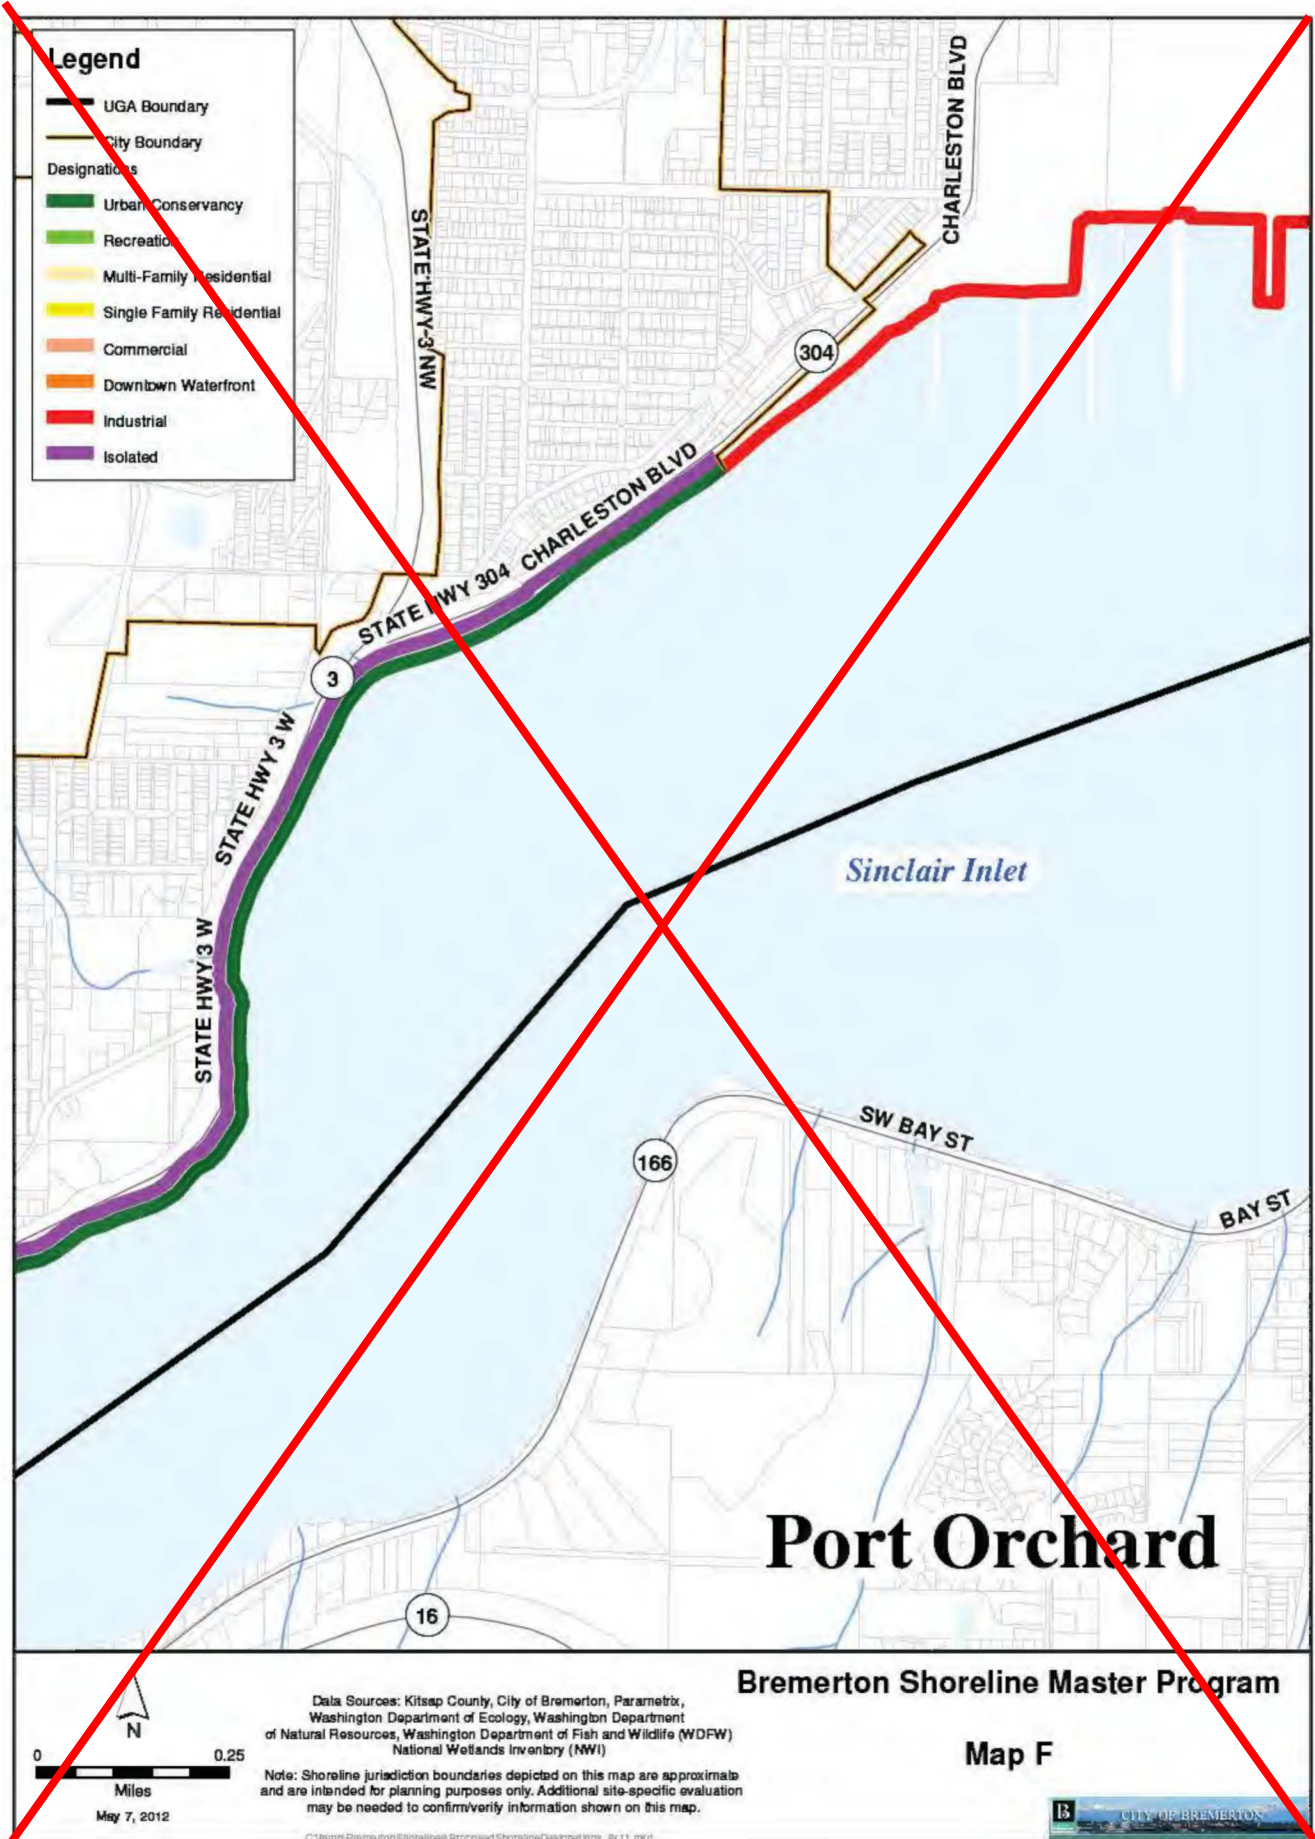 Legend
UGA Boundary
City Boundary
Designations
Urban Conservancy
Recreation
Multi-Family Residential
Single Family Residential
Commercial
Downtown Waterfront
Industrial
Isolated
CHARLESTON BLVD
STATE HWY 3 NW
304
CHARLESTON BLVD
STATE HWY 304
3
STATE HWY 3 W
Sinclair Inlet
STATE HWY 3 W
SW BAY ST
166
BAY ST
Port Orchard
16
Bremerton Shoreline Master Program
Map F
N
0 0.25
Miles
May 7, 2012
Data Sources: Kitsap County, City of Bremerton, Parametrix,
Washington Department of Ecology, Washington Department
of Natural Resources, Washington Department of Fish and Wildlife (WDFW)
National Wetlands Inventory (NWI)
Note: Shoreline jurisdiction boundaries depicted on this map are approximate
and are intended for planning purposes only. Additional site-specific evaluation
may be needed to confirm/verify information shown on this map.
B
CITY OF BREMERTON